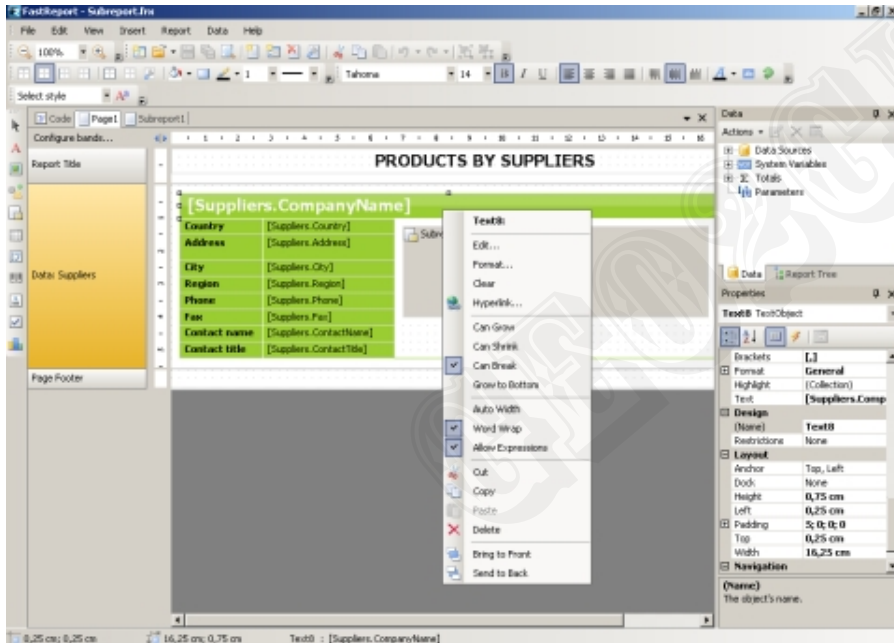 FastReport - Subreport.frx
File Edit View Insert Report Data Help
100%
1 Tahoma 14 B I U
Select style
Code Page1 Subreport1
Configure bands...
Report Title
PRODUCTS BY SUPPLIERS
Data: Suppliers
[Suppliers.CompanyName]
Country [Suppliers.Country]
Address [Suppliers.Address]
City [Suppliers.City]
Region [Suppliers.Region]
Phone [Suppliers.Phone]
Fax [Suppliers.Fax]
Contact name [Suppliers.ContactName]
Contact title [Suppliers.ContactTitle]
Page Footer
Subre
Text8:
Edit...
Format...
Clear
Hyperlink...
Can Grow
Can Shrink
Can Break
Grow to Bottom
Auto Width
Word Wrap
Allow Expressions
Cut
Copy
Paste
Delete
Bring to Front
Send to Back
Data
Actions
Data Sources
System Variables
Totals
Parameters
Data Report Tree
Properties
Text8 TextObject
Brackets [,]
Format General
Highlight (Collection)
Text [Suppliers.Comp
Design
(Name) Text8
Restrictions None
Layout
Anchor Top, Left
Dock None
Height 0,75 cm
Left 0,25 cm
Padding 5; 0; 0; 0
Top 0,25 cm
Width 16,25 cm
Navigation
(Name)
The object's name.
0,25 cm; 0,25 cm 16,25 cm; 0,75 cm Text8 : [Suppliers.CompanyName]